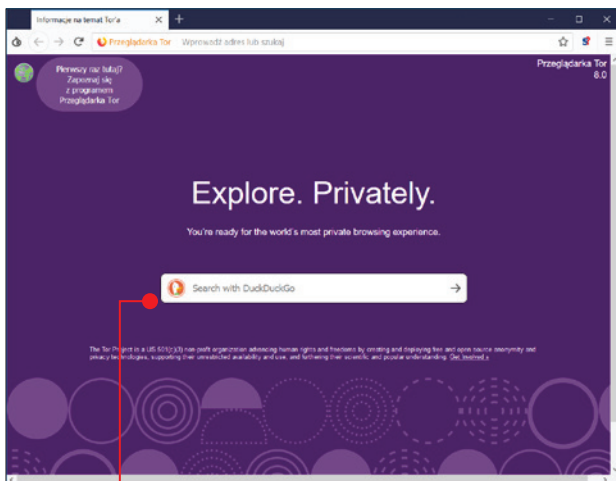 Informacje na temat Tor'a
Przeglądarka Tor Wprowadź adres lub szukaj
Pierwszy raz tutaj?
Zapoznaj się
z programem
Przeglądarka Tor
Przeglądarka Tor
8.0
Explore. Privately.
You're ready for the world's most private browsing experience.
Search with DuckDuckGo
The Tor Project is a US 501(c)(3) non-profit organization advancing human rights and freedoms by creating and deploying free and open source anonymity and
privacy technologies, supporting their unrestricted availability and use, and furthering their scientific and popular understanding. Get Involved »